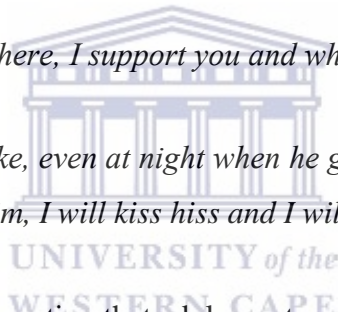 here, I support you and wh
ke, even at night when he g
m, I will kiss hiss and I wil
UNIVERSITY of the
WESTERN CAPE